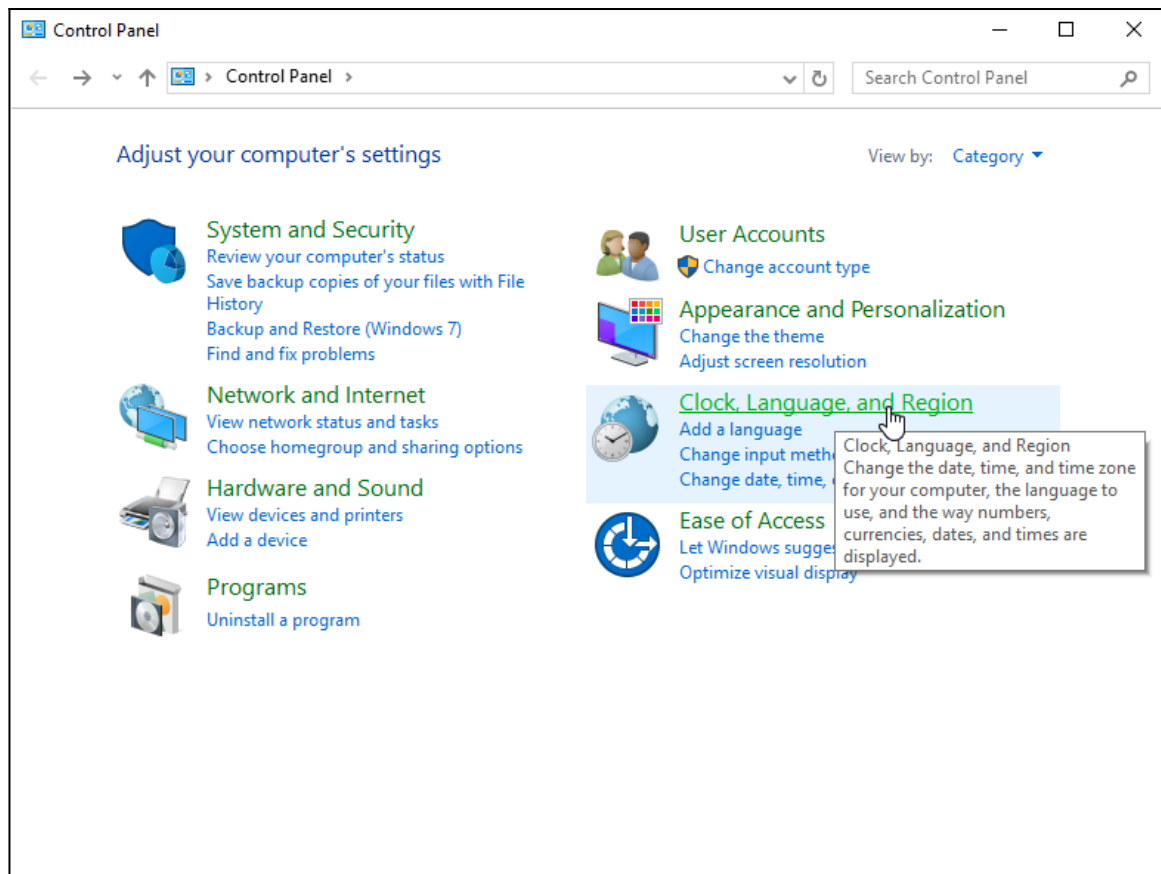 Control Panel
Control Panel
Search Control Panel
Adjust your computer's settings
View by: Category
System and Security
Review your computer's status
Save backup copies of your files with File
History
Backup and Restore (Windows 7)
Find and fix problems
Network and Internet
View network status and tasks
Choose homegroup and sharing options
Hardware and Sound
View devices and printers
Add a device
Programs
Uninstall a program
User Accounts
Change account type
Appearance and Personalization
Change the theme
Adjust screen resolution
Clock, Language, and Region
Add a language
Change input
Change date, time,
Clock, Language, and Region
Change the date, time, and time zone
for your computer, the language to
use, and the way numbers,
currencies, dates, and times are
displayed.
Ease of Access
Let Windows
Optimize visual display